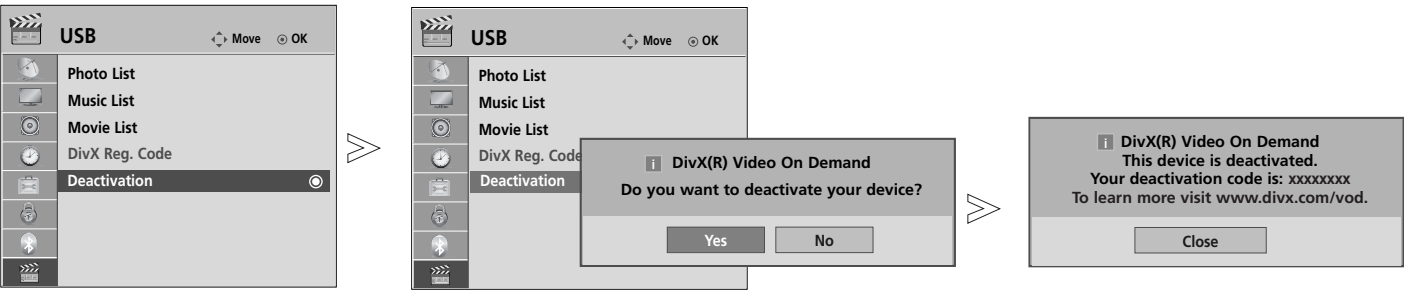 USB
Move
OK
Photo List
Music List
Movie List
DivX Reg. Code
Deactivation
USB
Move
OK
Photo List
Music List
Movie List
DivX Reg. Code
Deactivation
i DivX(R) Video On Demand
Do you want to deactivate your device?
Yes
No
i DivX(R) Video On Demand
This device is deactivated.
Your deactivation code is: xxxxxxxx
To learn more visit www.divx.com/vod.
Close